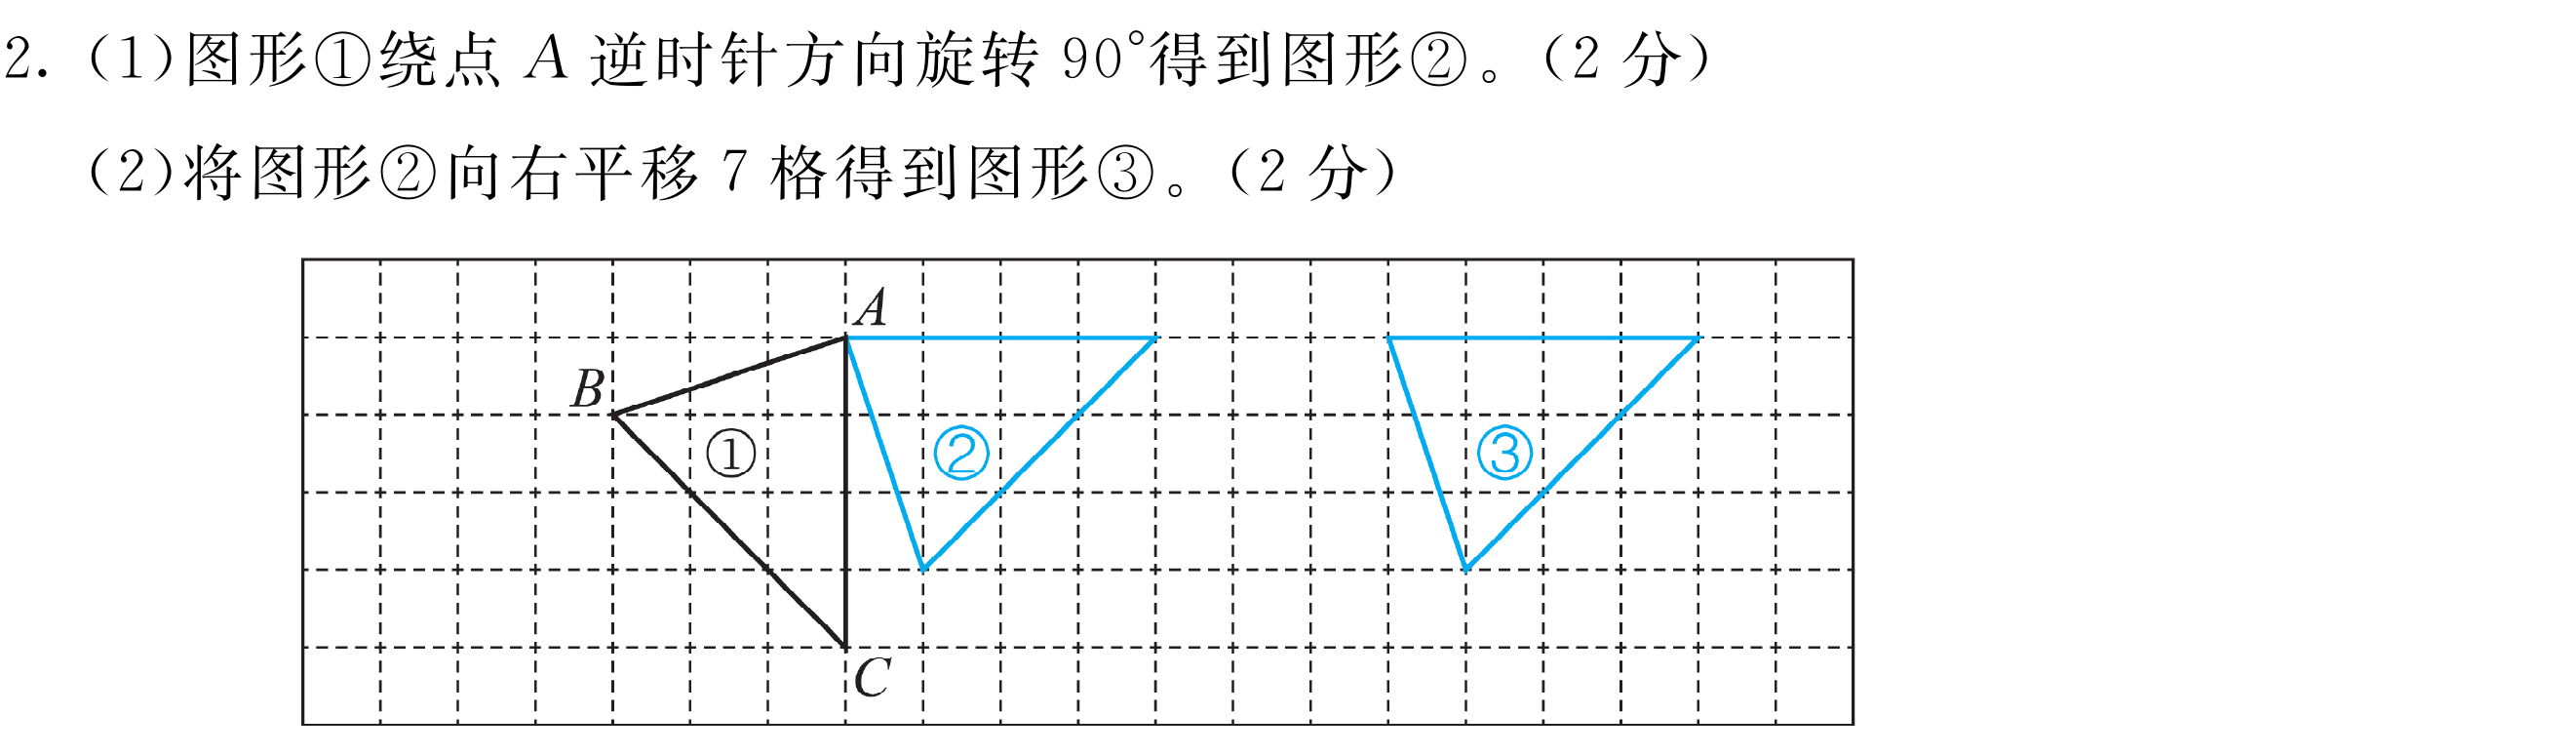 2.(1)图形①绕点 A 逆时针方向旋转 90°得到图形②。(2 分)
(2)将图形②向右平移 7 格得到图形③。(2 分)
A
B
① ② ③
C